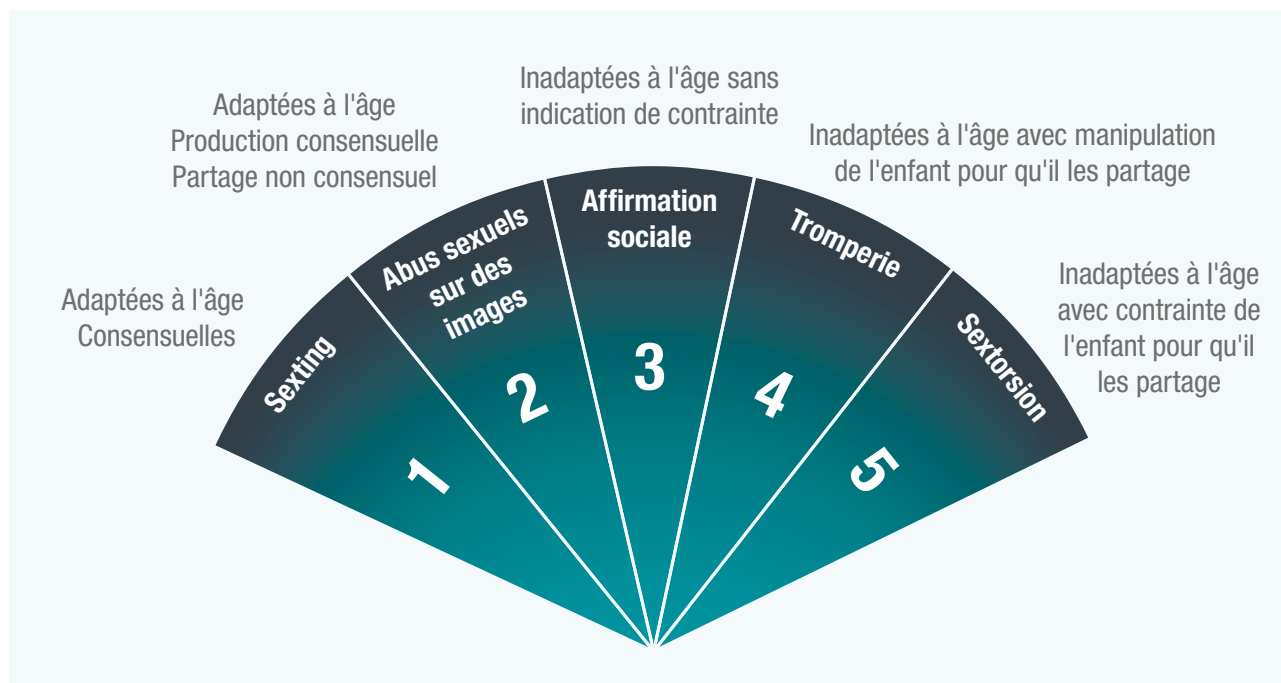 Adaptées à l'âge
Consensuelles
Sexting
1
Adaptées à l'âge
Production consensuelle
Partage non consensuel
Abus sexuels
sur des
images
2
Inadaptées à l'âge sans
indication de contrainte
Affirmation
sociale
3
Inadaptées à l'âge avec manipulation
de l'enfant pour qu'il les partage
Tromperie
4
Inadaptées à l'âge
avec contrainte de
l'enfant pour qu'il
les partage
Sextorsion
5